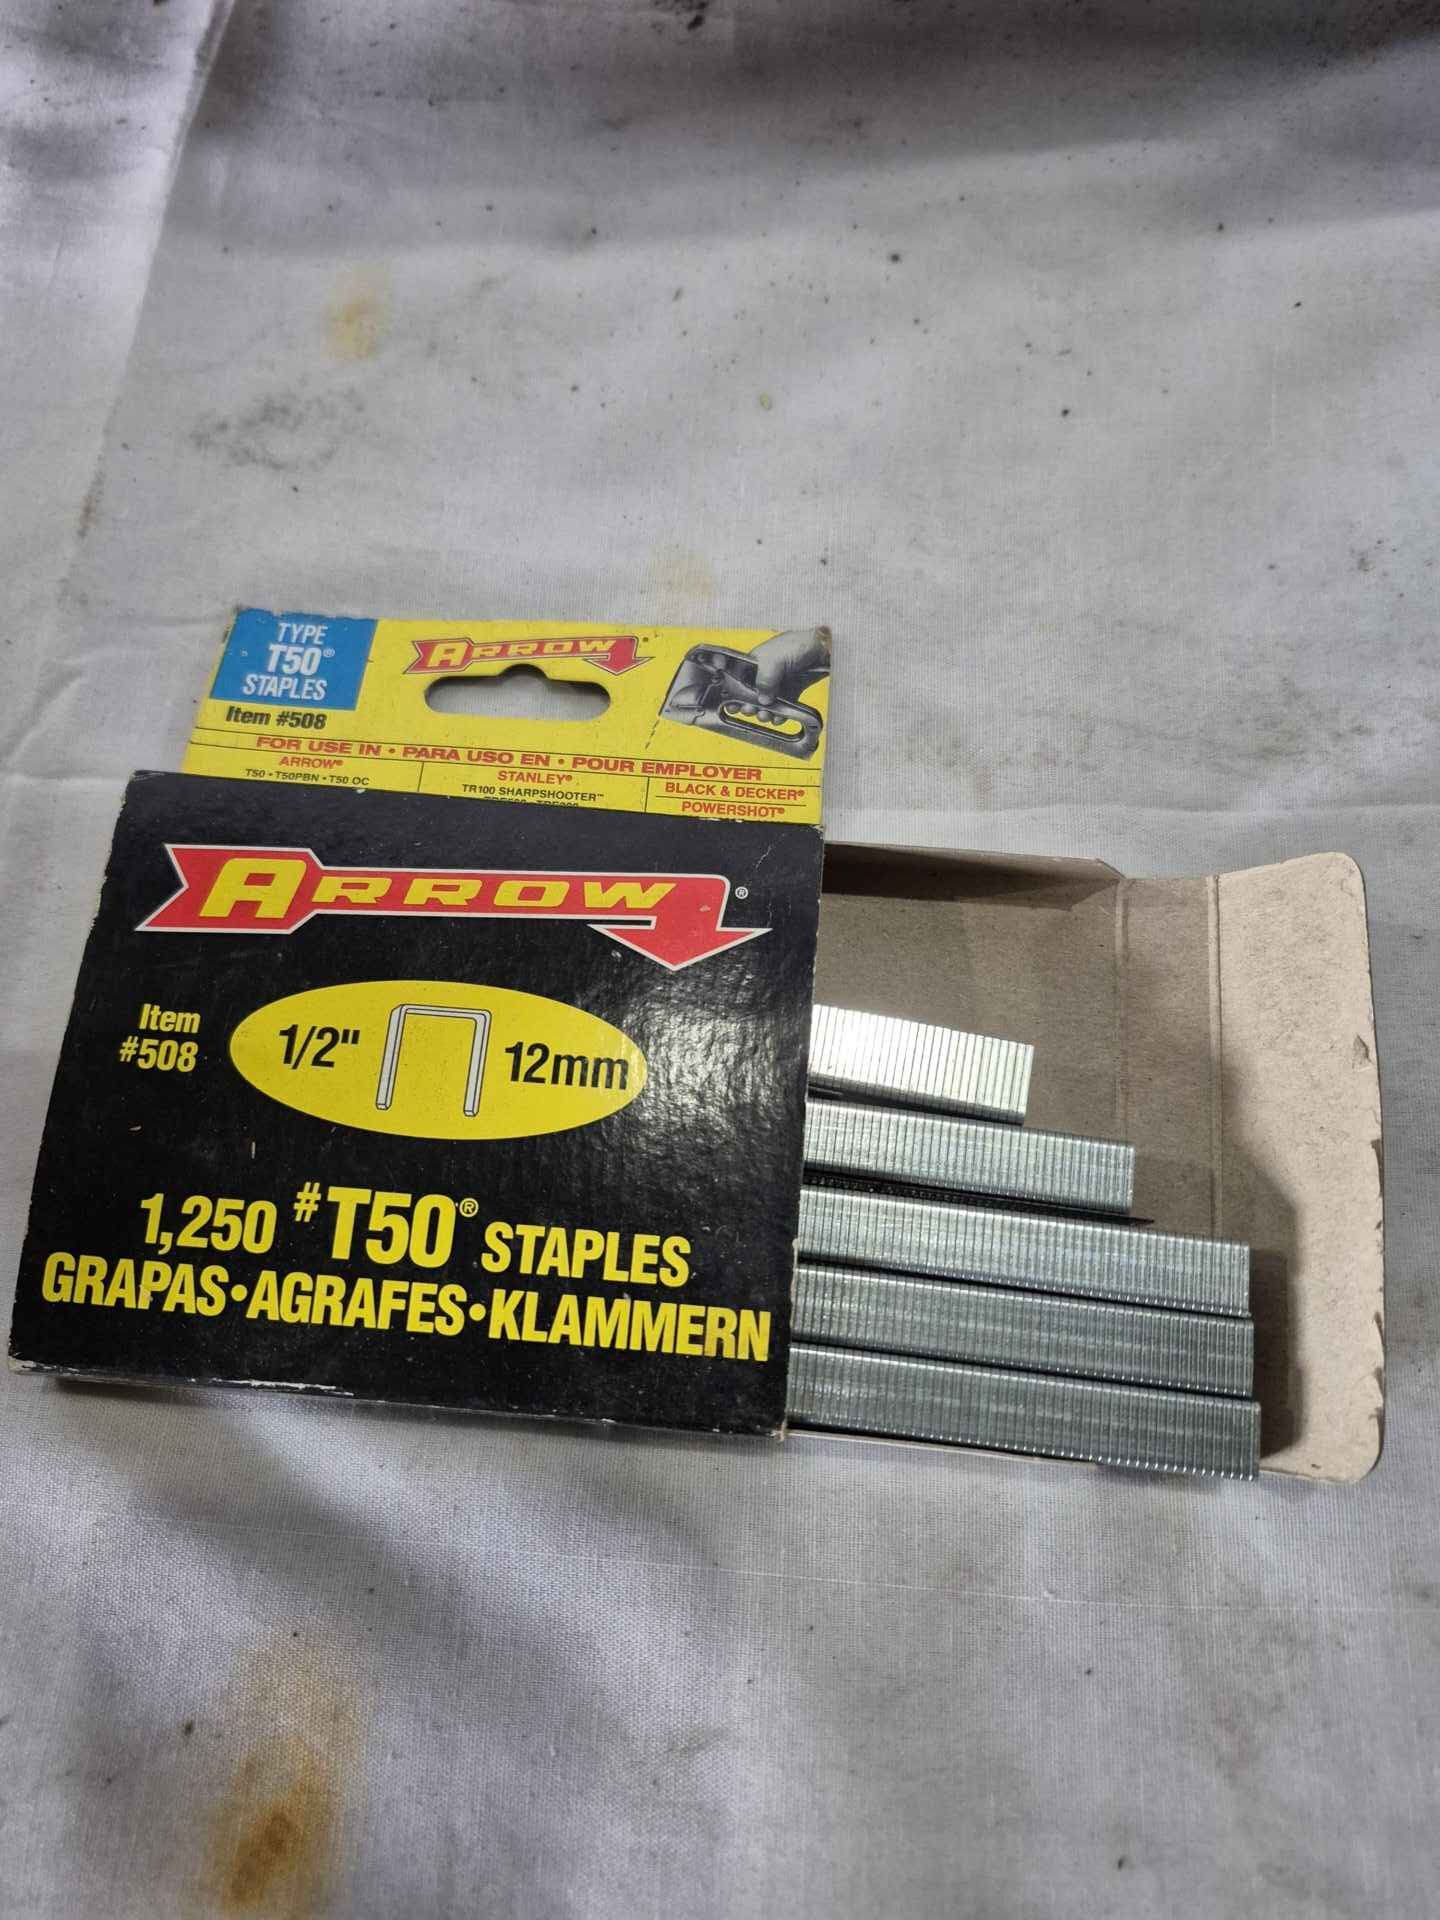 TYPE
T50®
STAPLES
Item #508
ARROW®
FOR USE IN • PARA USO EN • POUR EMPLOYER
ARROW®
T50 • T50PBN • T50 OC
STANLEY®
TR100 SHARPSHOOTER™
BLACK & DECKER®
POWERSHOT®
ARROW®
Item
#508
1/2"
12mm
1,250 #T50® STAPLES
GRAPAS•AGRAFES•KLAMMERN